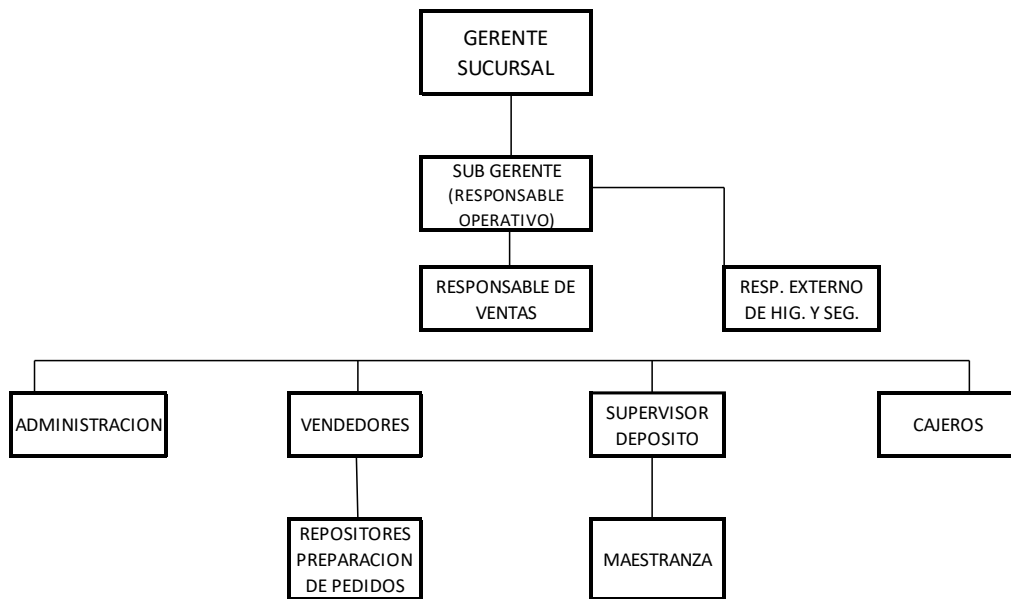 GERENTE
SUCURSAL
SUB GERENTE
(RESPONSABLE
OPERATIVO)
RESPONSABLE DE
VENTAS
RESP. EXTERNO
DE HIG. Y SEG.
ADMINISTRACION
VENDEDORES
SUPERVISOR
DEPOSITO
CAJEROS
REPOSITORES
PREPARACION
DE PEDIDOS
MAESTRANZA